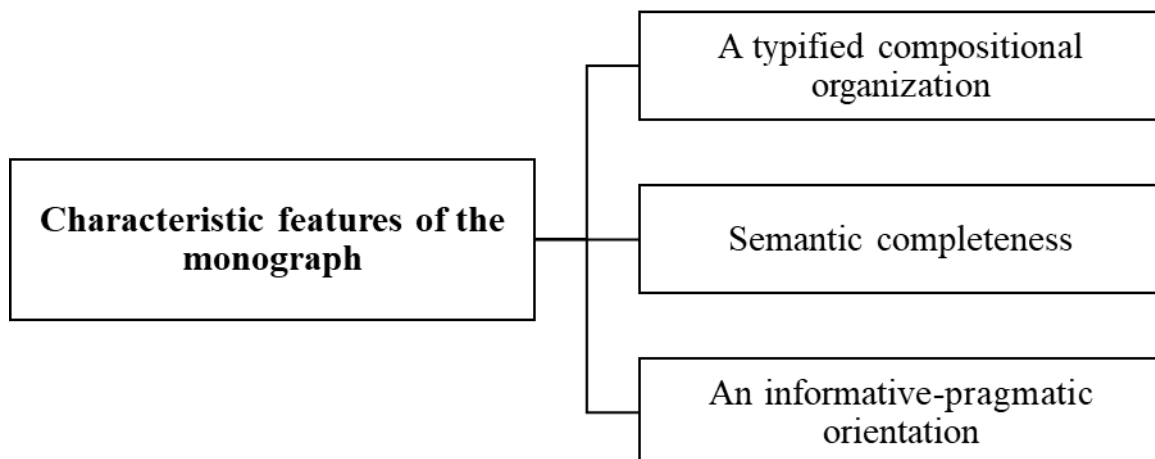 A typified compositional
organization
Characteristic features of the
monograph
Semantic completeness
An informative-pragmatic
orientation